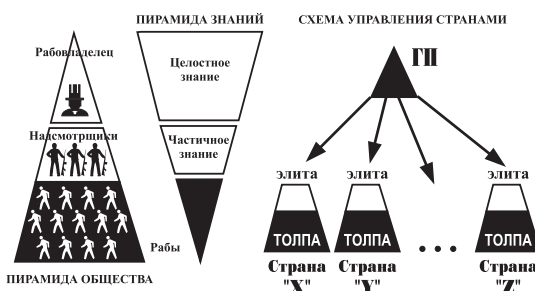 ПИРАМИДА ЗНАНИЙ
СХЕМА УПРАВЛЕНИЯ СТРАНАМИ
Рабовладелец
Целостное
знание
ГП
Надсмотрщики
Частичное
знание
элита
элита
элита
ТОЛПА
ТОЛПА
...
ТОЛПА
Рабы
Страна
"X"
Страна
"Y"
Страна
"Z"
ПИРАМИДА ОБЩЕСТВА